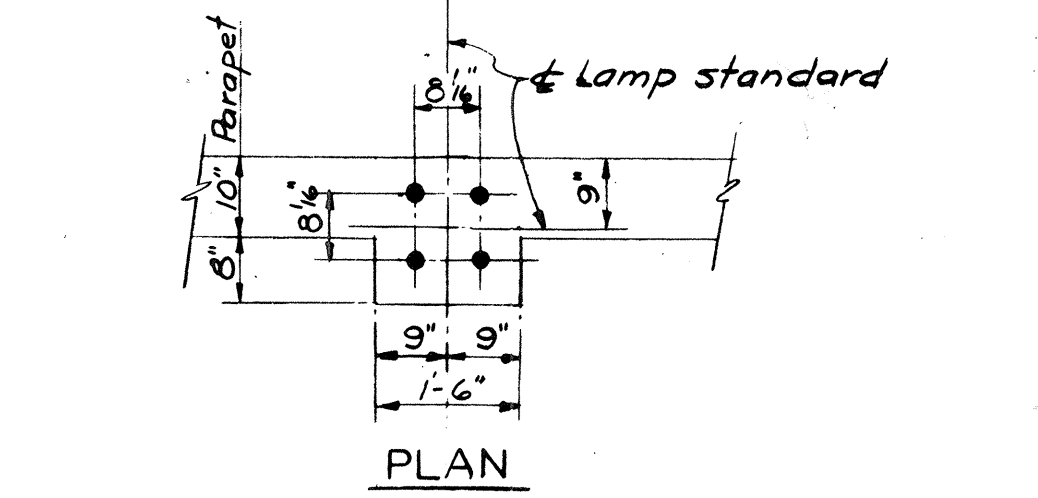 Parapet
℄ Lamp standard
8 1/16"
10"
8 1/16"
9"
8"
9" 9"
1'-6"
PLAN